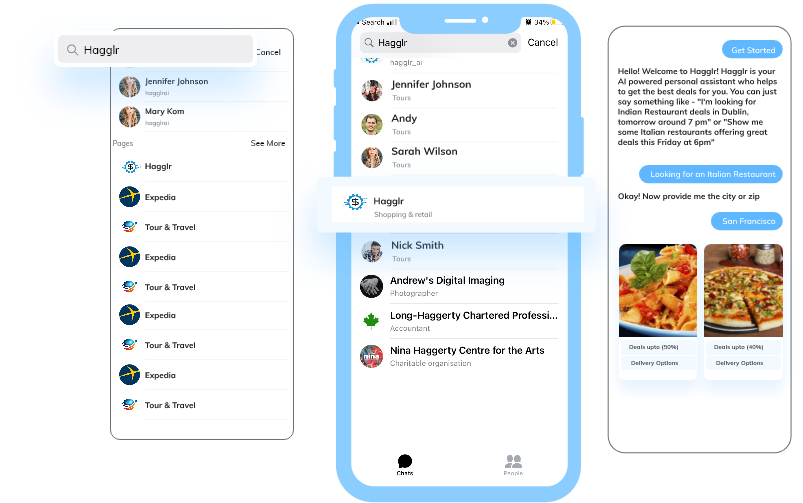 Hagglr
Cancel
Jennifer Johnson
hagglrai
Mary Kom
hagglrai
Pages
See More
Hagglr
Expedia
Tour & Travel
Expedia
Tour & Travel
Expedia
Tour & Travel
Expedia
Tour & Travel
Search
34%
Hagglr
Cancel
hagglr_ai
Jennifer Johnson
Tours
Andy
Tours
Sarah Wilson
Tours
Hagglr
Shopping & retail
Nick Smith
Tours
Andrew's Digital Imaging
Photographer
Long-Haggerty Chartered Professi...
Accountant
Nina Haggerty Centre for the Arts
Charitable organisation
Chats
People
Get Started
Hello! Welcome to Hagglr! Hagglr is your
AI powered personal assistant who helps
to get the best deals for you. You can just
say something like - "I'm looking for
Indian Restaurant deals in Dublin,
tomorrow around 7 pm" or "Show me
some Italian restaurants offering great
deals this Friday at 6pm"
Looking for an Italian Restaurant
Okay! Now provide me the city or zip
San Francisco
Deals upto (50%)
Delivery Options
Deals upto (40%)
Delivery Options